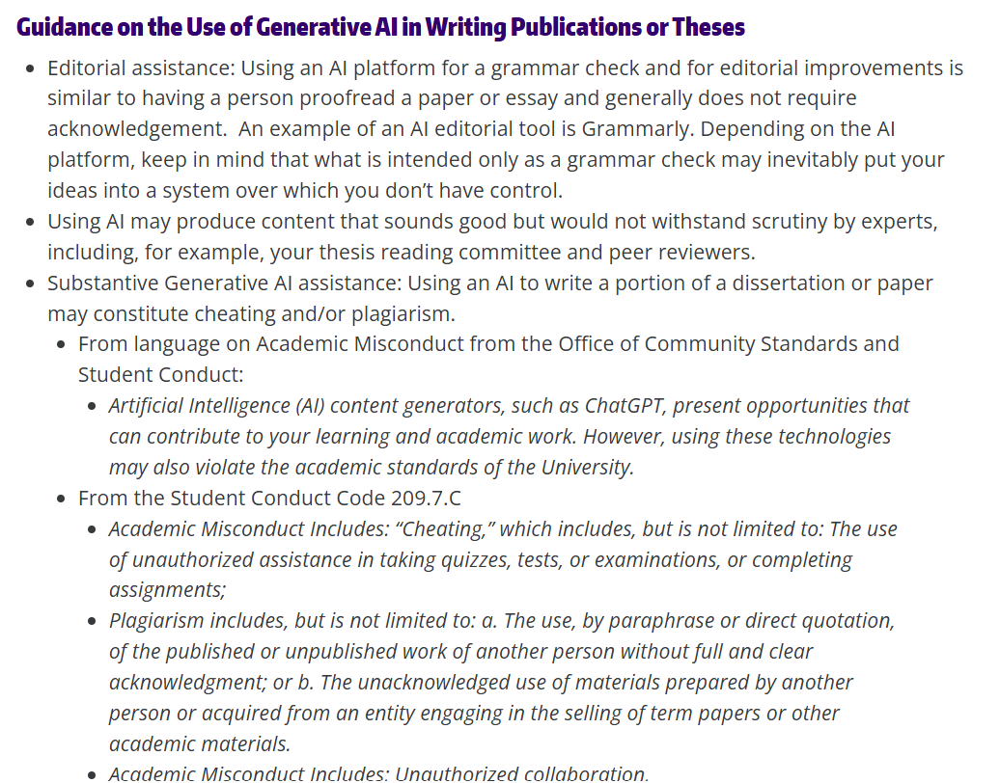 Guidance on the Use of Generative AI in Writing Publications or Theses
• Editorial assistance: Using an AI platform for a grammar check and for editorial improvements is
similar to having a person proofread a paper or essay and generally does not require
acknowledgement.  An example of an AI editorial tool is Grammarly. Depending on the AI
platform, keep in mind that what is intended only as a grammar check may inevitably put your
ideas into a system over which you don’t have control.
• Using AI may produce content that sounds good but would not withstand scrutiny by experts,
including, for example, your thesis reading committee and peer reviewers.
• Substantive Generative AI assistance: Using an AI to write a portion of a dissertation or paper
may constitute cheating and/or plagiarism.
• From language on Academic Misconduct from the Office of Community Standards and
Student Conduct:
• Artificial Intelligence (AI) content generators, such as ChatGPT, present opportunities that
can contribute to your learning and academic work. However, using these technologies
may also violate the academic standards of the University.
• From the Student Conduct Code 209.7.C
• Academic Misconduct Includes: “Cheating,” which includes, but is not limited to: The use
of unauthorized assistance in taking quizzes, tests, or examinations, or completing
assignments;
• Plagiarism includes, but is not limited to: a. The use, by paraphrase or direct quotation,
of the published or unpublished work of another person without full and clear
acknowledgment; or b. The unacknowledged use of materials prepared by another
person or acquired from an entity engaging in the selling of term papers or other
academic materials.
• Academic Misconduct Includes: Unauthorized collaboration.